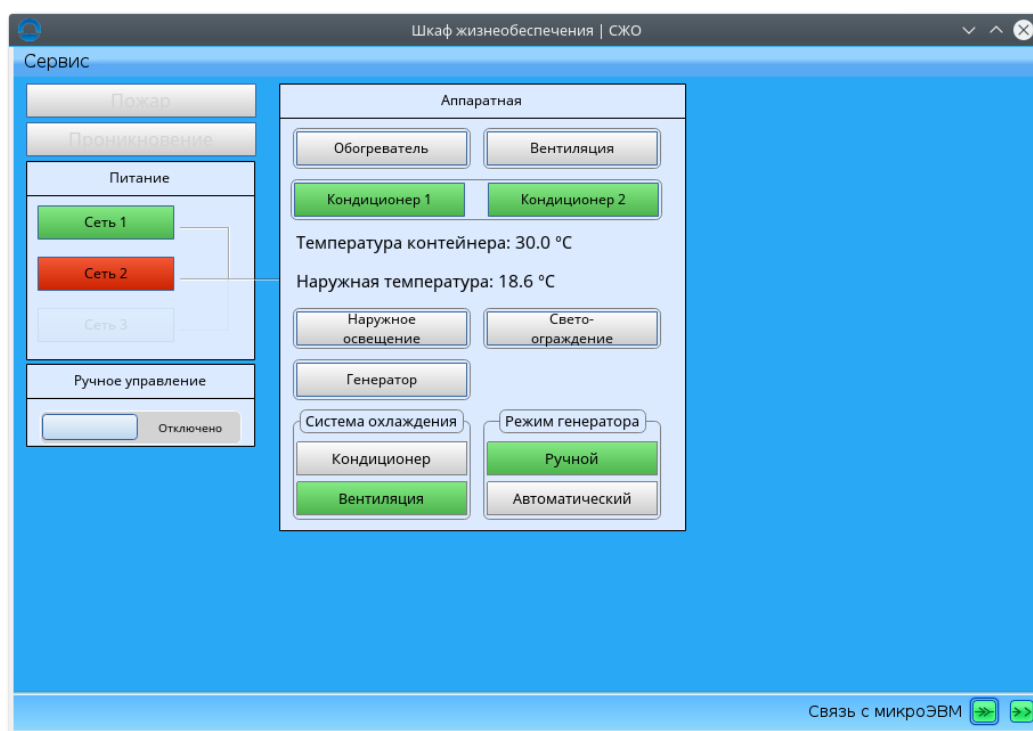 Шкаф жизнеобеспечения | СЖО
Сервис
Пожар
Проникновение
Питание
Сеть 1
Сеть 2
Сеть 3
Ручное управление
Отключено
Аппаратная
Обогреватель
Вентиляция
Кондиционер 1
Кондиционер 2
Температура контейнера: 30.0 °C
Наружная температура: 18.6 °C
Наружное
освещение
Свето-
ограждение
Генератор
Система охлаждения
Кондиционер
Вентиляция
Режим генератора
Ручной
Автоматический
Связь с микроЭВМ